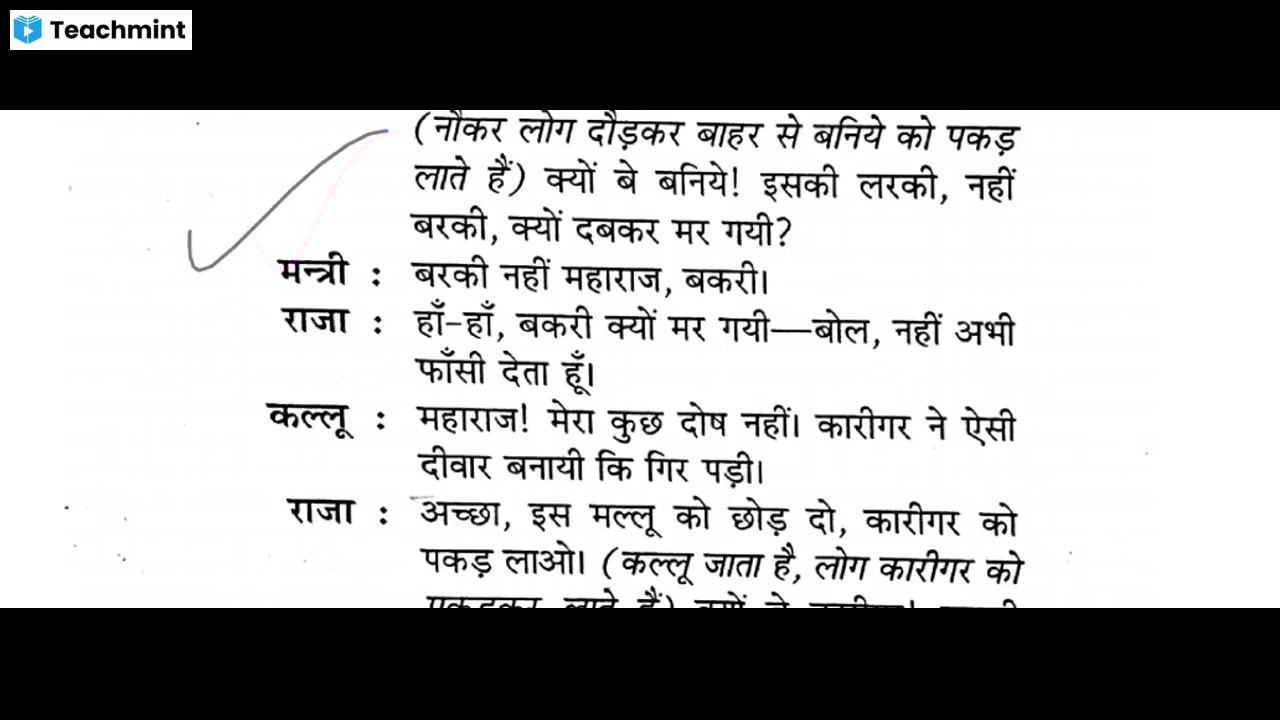 Teachmint
(नौकर लोग दौड़कर बाहर से बनिये को पकड़
लाते हैं) क्यों बे बनिये! इसकी लरकी, नहीं
बरकी, क्यों दबकर मर गयी?
मन्त्री : बरकी नहीं महाराज, बकरी।
राजा : हाँ-हाँ, बकरी क्यों मर गयी—बोल, नहीं अभी
फाँसी देता हूँ।
कल्लू : महाराज! मेरा कुछ दोष नहीं। कारीगर ने ऐसी
दीवार बनायी कि गिर पड़ी।
राजा : अच्छा, इस मल्लू को छोड़ दो, कारीगर को
पकड़ लाओ। (कल्लू जाता है, लोग कारीगर को